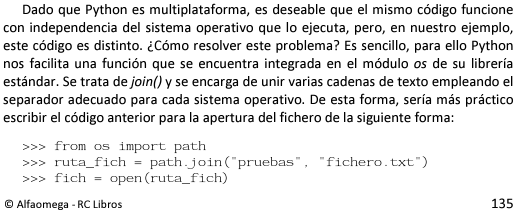 Dado que Python es multiplataforma, es deseable que el mismo código funcione
con independencia del sistema operativo que lo ejecuta, pero, en nuestro ejemplo,
este código es distinto. ¿Cómo resolver este problema? Es sencillo, para ello Python
nos facilita una función que se encuentra integrada en el módulo os de su librería
estándar. Se trata de join() y se encarga de unir varias cadenas de texto empleando el
separador adecuado para cada sistema operativo. De esta forma, sería más práctico
escribir el código anterior para la apertura del fichero de la siguiente forma:
>>> from os import path
>>> ruta_fich = path.join("pruebas", "fichero.txt")
>>> fich = open(ruta_fich)
© Alfaomega - RC Libros 135